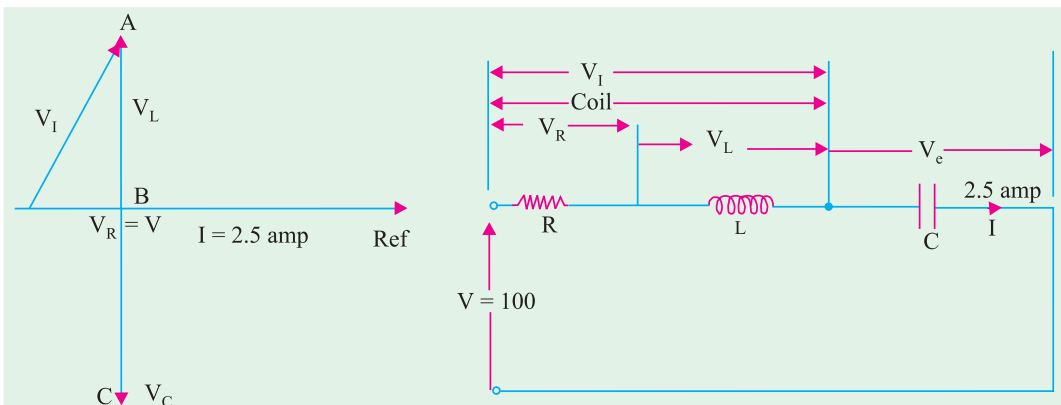 A
V_I
V_L
B
V_R = V
I = 2.5 amp
Ref
C
V_C
V_I
Coil
V_R
V_L
V_e
2.5 amp
R
L
C
I
V = 100